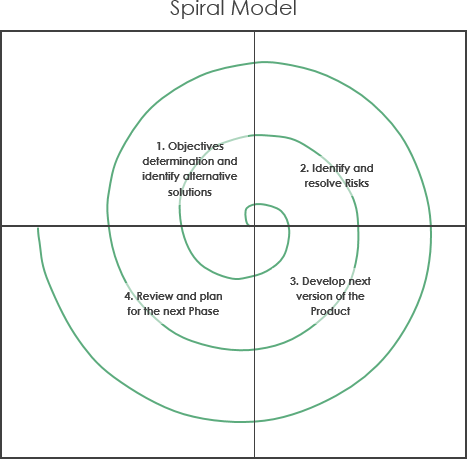 Spiral Model
1. Objectives
determination and
identify alternative
solutions
2. Identify and
resolve Risks
3. Develop next
version of the
Product
4. Review and plan
for the next Phase